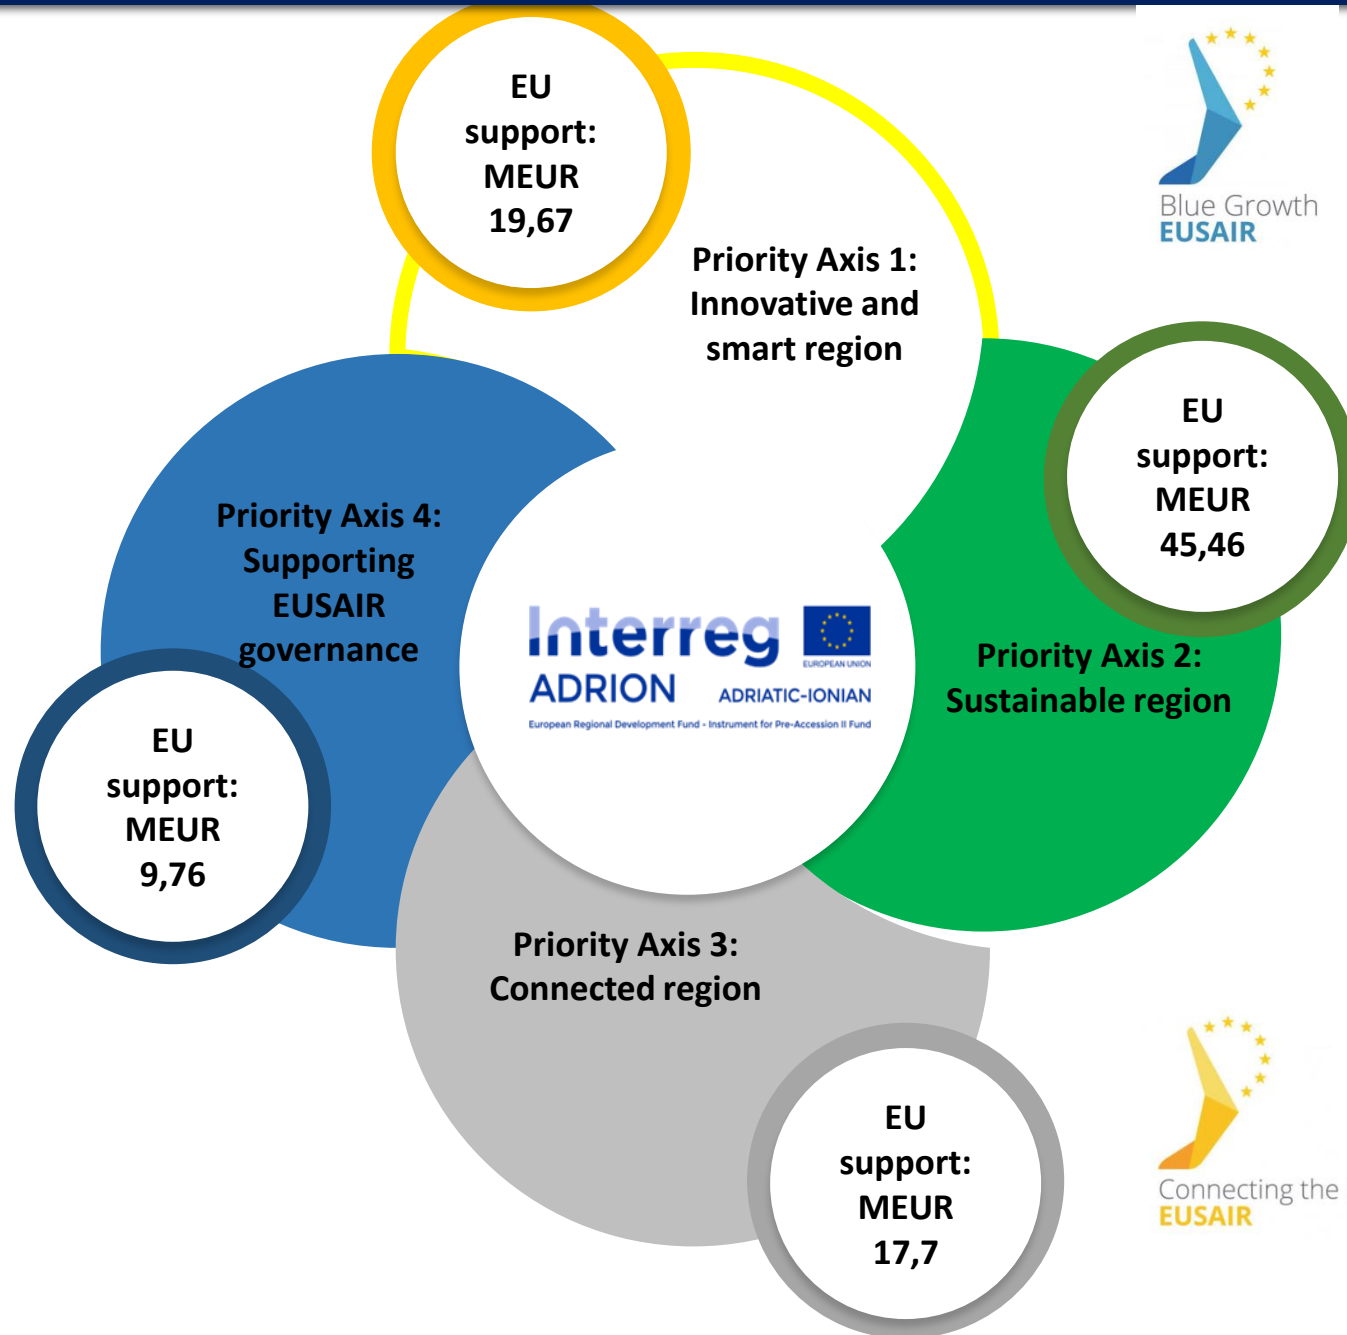 EU
support:
MEUR
19,67
Priority Axis 1:
Innovative and
smart region
Blue Growth
EUSAIR
EU
support:
MEUR
45,46
Priority Axis 2:
Sustainable region
Priority Axis 4:
Supporting
EUSAIR
governance
EU
support:
MEUR
9,76
Interreg
EUROPEAN UNION
ADRION ADRIATIC-IONIAN
European Regional Development Fund - Instrument for Pre-Accession II Fund
Priority Axis 3:
Connected region
EU
support:
MEUR
17,7
Connecting the
EUSAIR